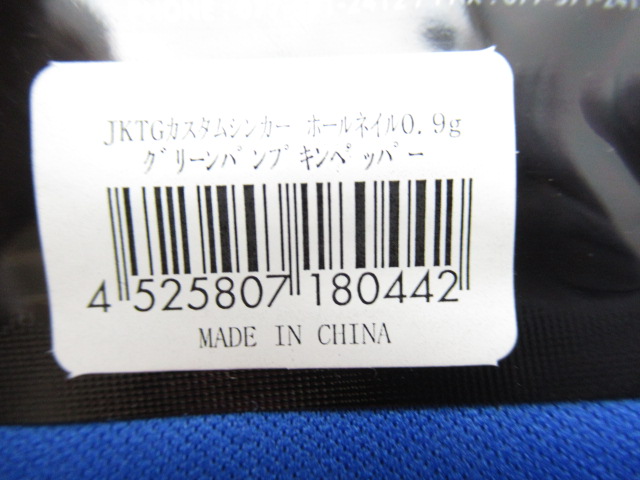 JKTGカスタムシンカー ホールネイル0.9g
グリーンパンプキンペッパー
4 525807 180442
MADE IN CHINA